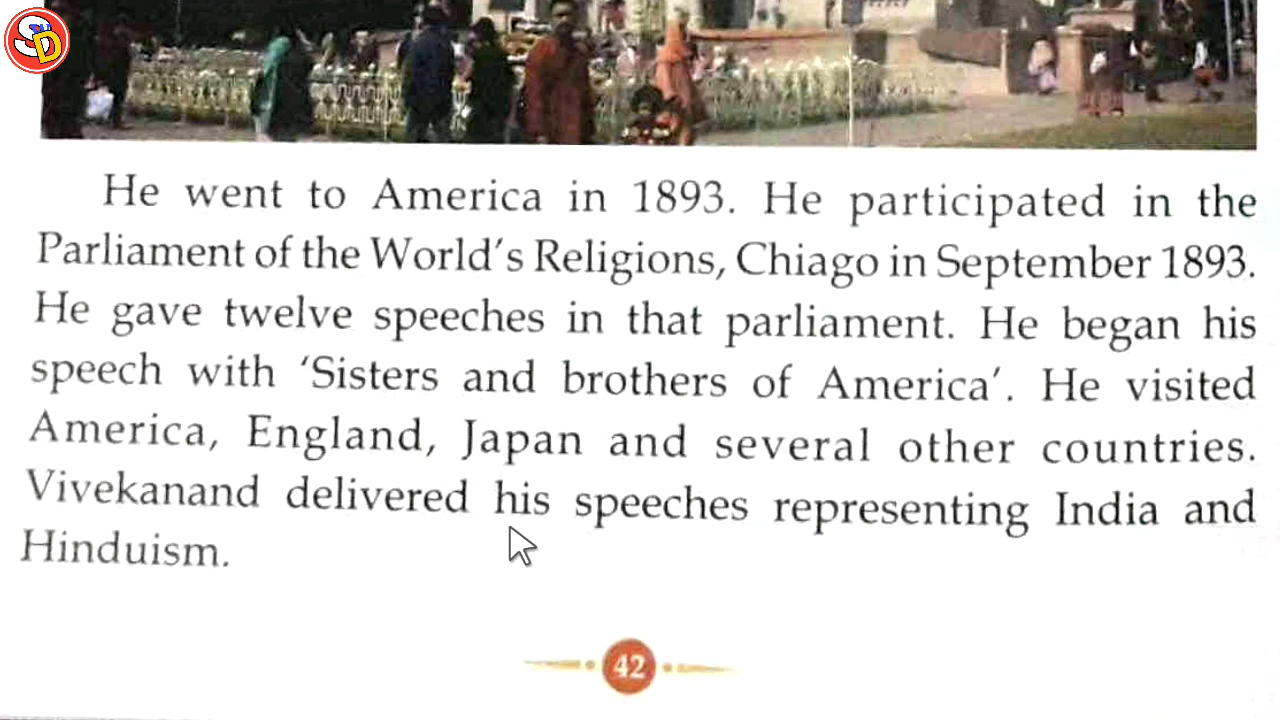 SD
He went to America in 1893. He participated in the
Parliament of the World's Religions, Chiago in September 1893.
He gave twelve speeches in that parliament. He began his
speech with ‘Sisters and brothers of America’. He visited
America, England, Japan and several other countries.
Vivekanand delivered his speeches representing India and
Hinduism.
42